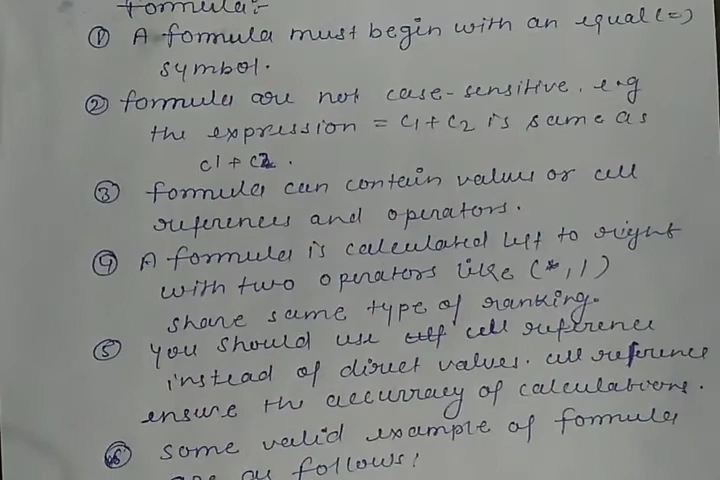 Formula:-
① A formula must begin with an equal (=)
symbol.
② formula are not case-sensitive. e.g
the expression = C1 + C2 is same as
c1 + c2.
③ formula can contain values or cell
references and operators.
④ A formula is calculated left to right
with two operators like (*, /)
share same type of ranking.
⑤ you should use cell reference
instead of direct values. cell reference
ensure the accurracy of calculations.
⑥ some valid example of formula
are as follows: